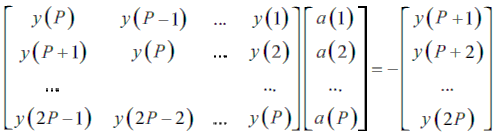 y(P) y(P−1) ... y(1) a(1) y(P+1)
y(P+1) y(P) ... y(2) a(2) = − y(P+2)
... ... ... ... ...
y(2P−1) y(2P−2) ... y(P) a(P) y(2P)